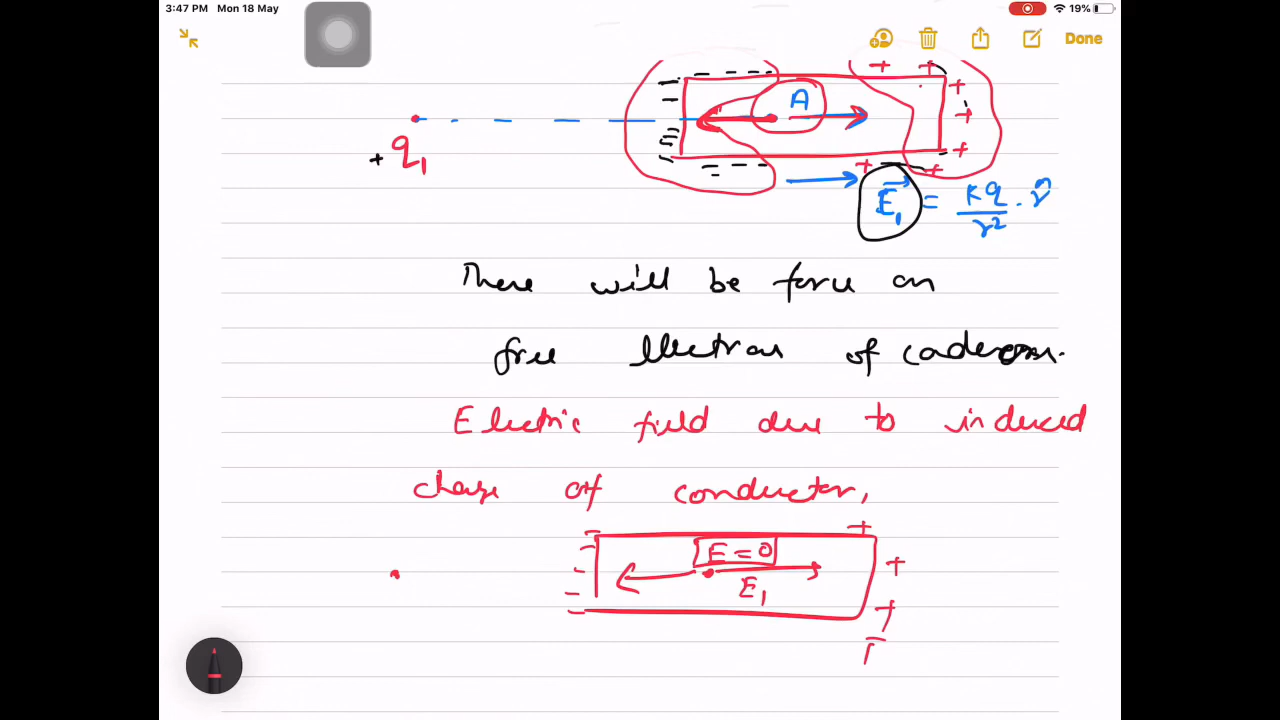 3:47 PM Mon 18 May 19%
Done
- - - - + +
A +
+ q₁ +
- - - - + + +
E₁ = kq/r² · r̂
There will be force on
free electrons of
Electric field due to induced
charge of conductor,
+
E = 0
+
E₁
+